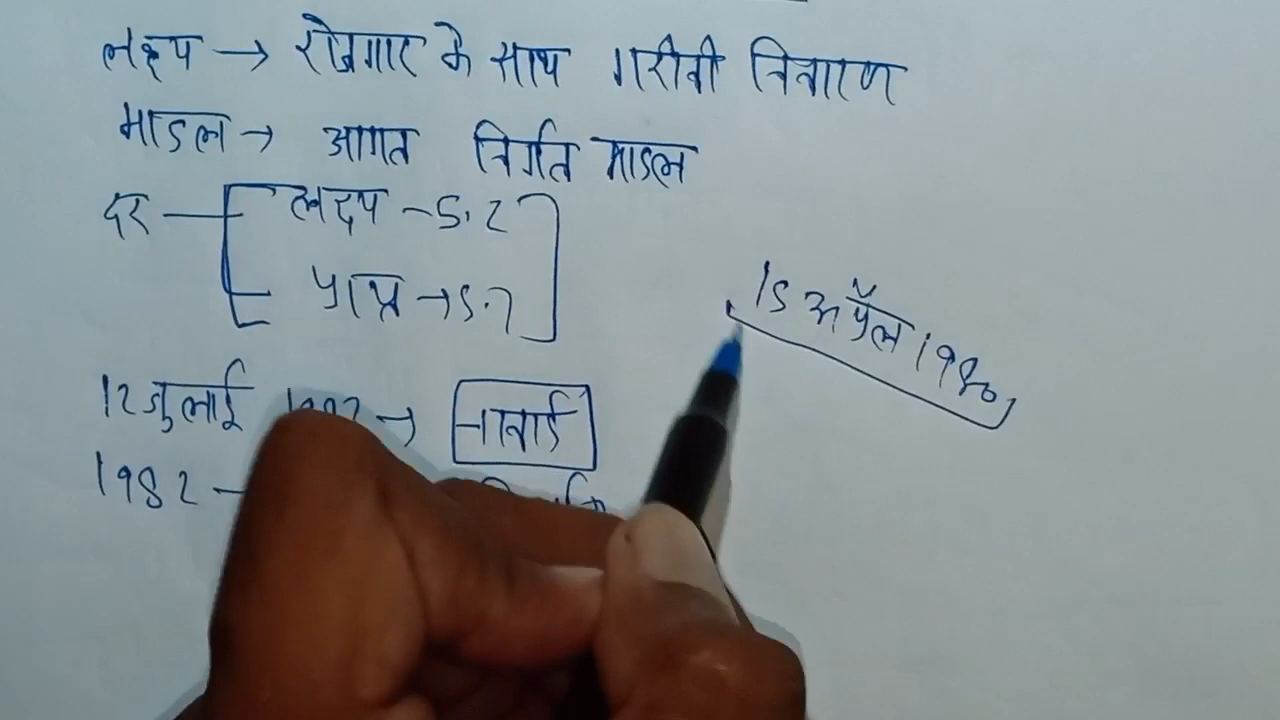 लक्ष्य → रोजगार के साथ गरीबी निवारण
माडल → आगत निर्गत माडल
दर
लक्ष्य - 5.2
प्राप्त → 5.7
15 अप्रैल 1980
12 जुलाई 1982 → नाबार्ड
1982 -